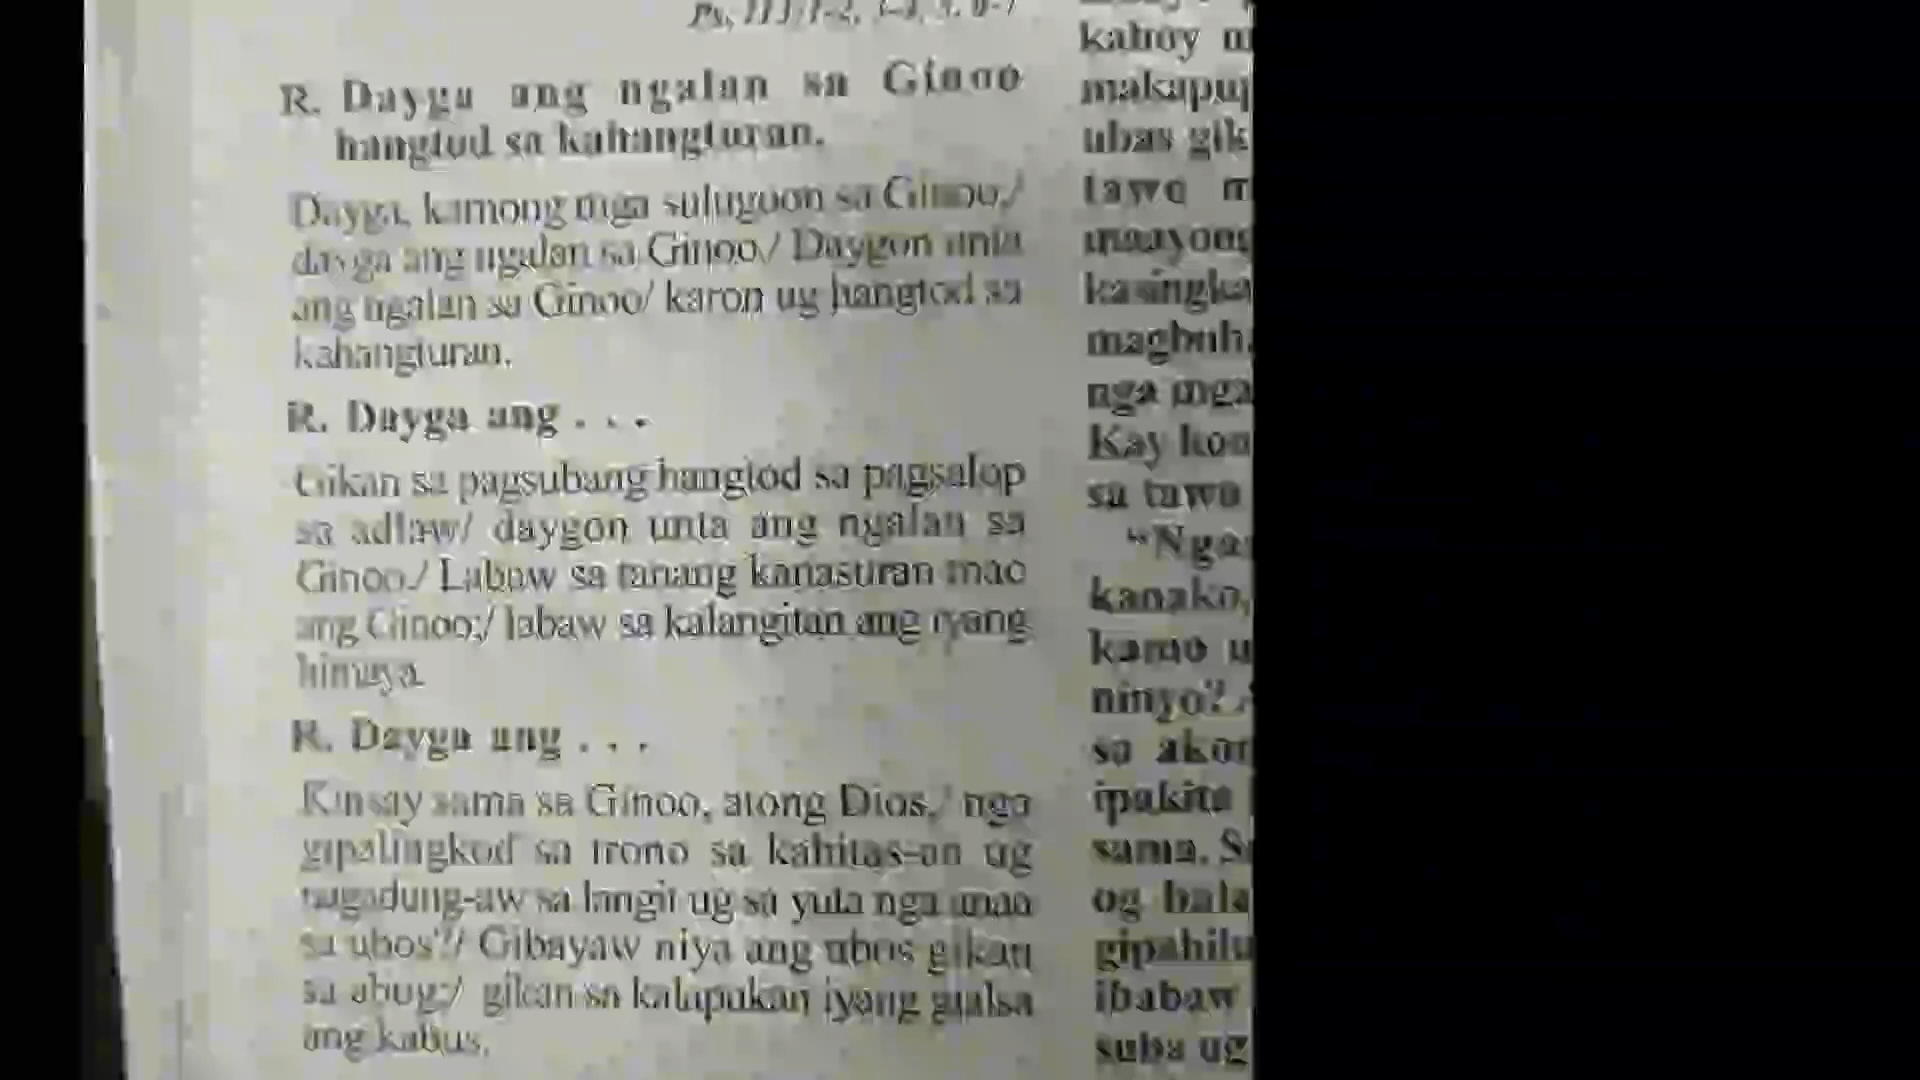 R. Dayga ang ngalan sa Ginoo
hangtod sa kahangturan.
Dayga, kamong mga sulugoon sa Ginoo,/
dayga ang ngalan sa Ginoo./ Daygon unta
ang ngalan sa Ginoo/ karon ug hangtod sa
kahangturan.
R. Dayga ang . . .
Gikan sa pagsubang hangtod sa pagsalop
sa adlaw/ daygon unta ang ngalan sa
Ginoo./ Labaw sa tanang kanasuran mao
ang Ginoo;/ labaw sa kalangitan ang iyang
himaya.
R. Dayga ang . . .
Kinsay sama sa Ginoo, atong Dios,/ nga
gipalingkod sa trono sa kahitas-an ug
nagadung-aw sa langit ug sa yuta nga anaa
sa ubos?/ Gibayaw niya ang ubos gikan
sa abug;/ gikan sa kalapukan iyang gialsa
ang kabus.
kahoy
ubas gik
tawo
kasingka
nga mga
Kay kon
sa tawo
"Nga
kanako,
kamo u
ninyo?
ipakita
sama. S
og bala
gipahilu
ibabaw
suba ug